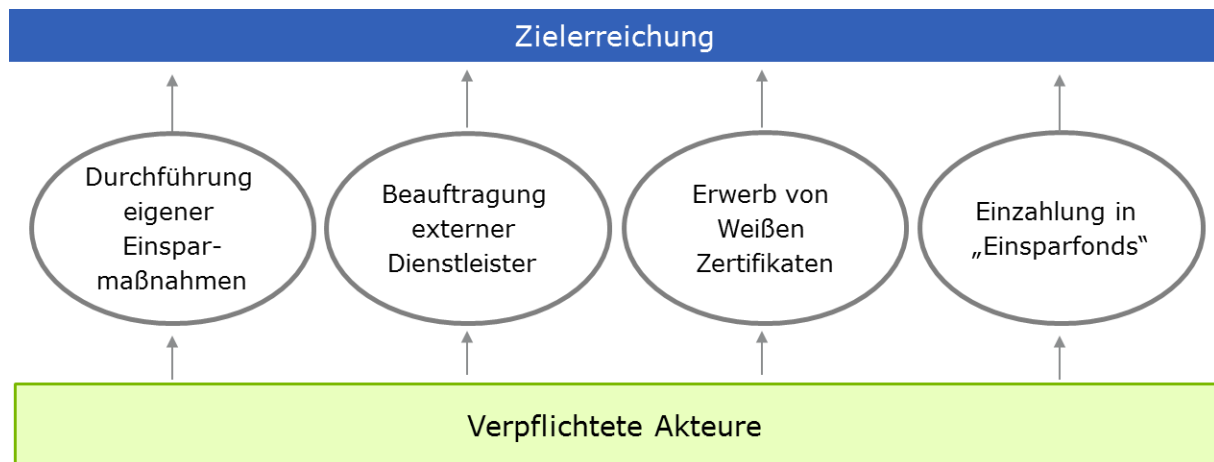 Zielerreichung
Durchführung
eigener
Einspar-
maßnahmen
Beauftragung
externer
Dienstleister
Erwerb von
Weißen
Zertifikaten
Einzahlung in
„Einsparfonds“
Verpflichtete Akteure